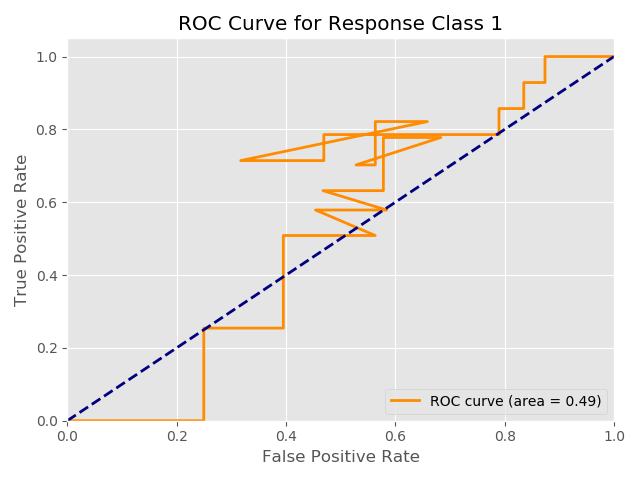 ROC Curve for Response Class 1
True Positive Rate
1.0
0.8
0.6
0.4
0.2
0.0
0.0 0.2 0.4 0.6 0.8 1.0
False Positive Rate
ROC curve (area = 0.49)